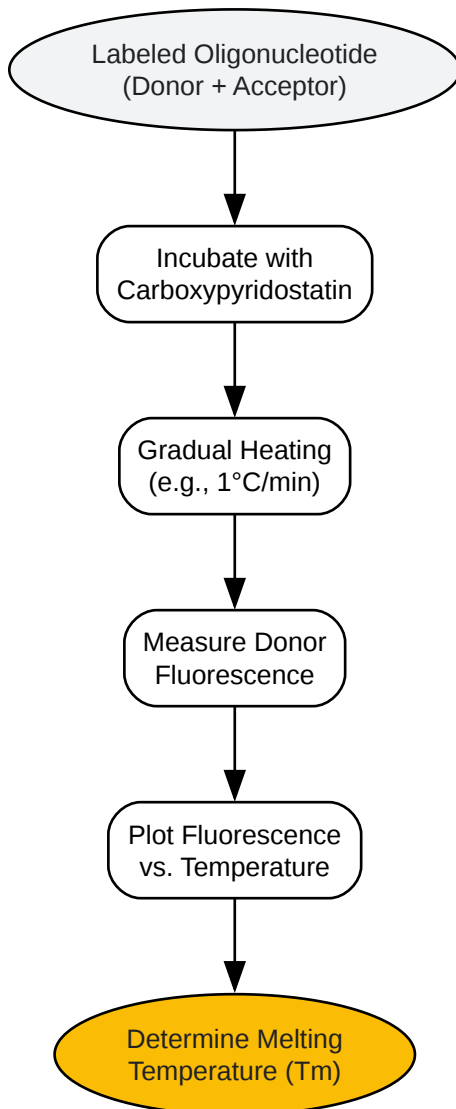 Labeled Oligonucleotide
(Donor + Acceptor)
Incubate with
Carboxypyridostatin
Gradual Heating
(e.g., 1°C/min)
Measure Donor
Fluorescence
Plot Fluorescence
vs. Temperature
Determine Melting
Temperature (Tm)